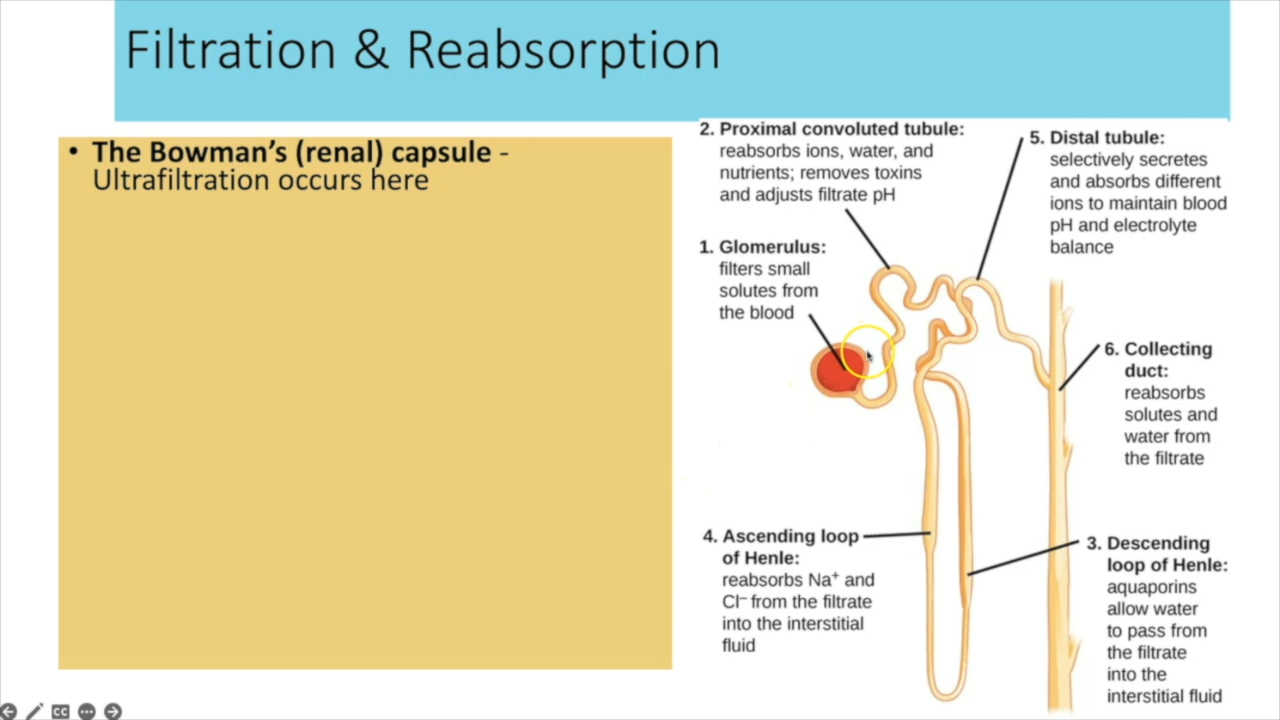 Filtration & Reabsorption
• The Bowman's (renal) capsule -
Ultrafiltration occurs here
2. Proximal convoluted tubule:
reabsorbs ions, water, and
nutrients; removes toxins
and adjusts filtrate pH
1. Glomerulus:
filters small
solutes from
the blood
5. Distal tubule:
selectively secretes
and absorbs different
ions to maintain blood
pH and electrolyte
balance
6. Collecting
duct:
reabsorbs
solutes and
water from
the filtrate
4. Ascending loop
of Henle:
reabsorbs Na⁺ and
Cl⁻ from the filtrate
into the interstitial
fluid
3. Descending
loop of Henle:
aquaporins
allow water
to pass from
the filtrate
into the
interstitial fluid
CC